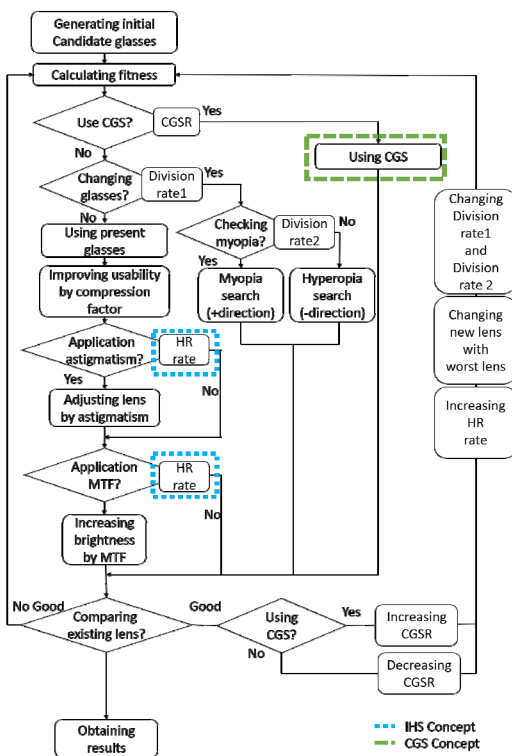 Generating initial
Candidate glasses
Calculating fitness
Use CGS?
CGSR
Yes
No
Using CGS
Changing
glasses?
Division
rate1
Yes
No
Checking
myopia?
Division
rate2
No
Yes
Using present
glasses
Improving usability
by compression
factor
Myopia
search
(+direction)
Hyperopia
search
(-direction)
Changing
Division
rate1
and
Division
rate 2
Changing
new lens
with
worst lens
Increasing
HR
rate
Application
astigmatism?
HR
rate
Yes
No
Adjusting lens
by astigmatism
Application
MTF?
HR
rate
No
Increasing
brightness
by MTF
No Good
Comparing
existing lens?
Good
Using
CGS?
Yes
Increasing
CGSR
No
Decreasing
CGSR
Obtaining
results
IHS Concept
CGS Concept